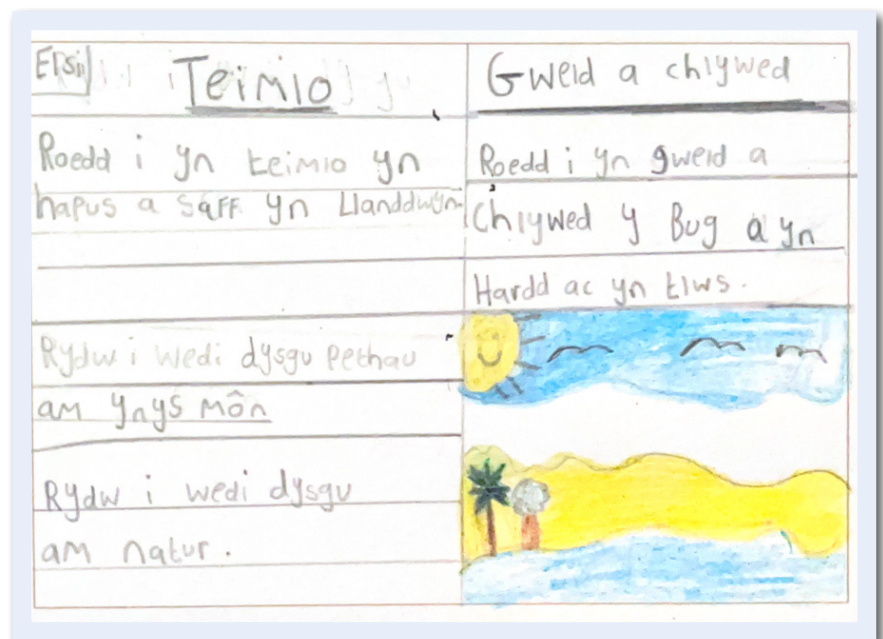 Teimlo
Roedd i yn teimlo yn
hapus a saff yn Llanddwyn.
Rydw i wedi dysgu Pethau
am ynys môn
Rydw i wedi dysgu
am natur.
Gweld a chlywed
Roedd i yn gweld a
Chlywed y Bug a yn
Hardd ac yn tlws.